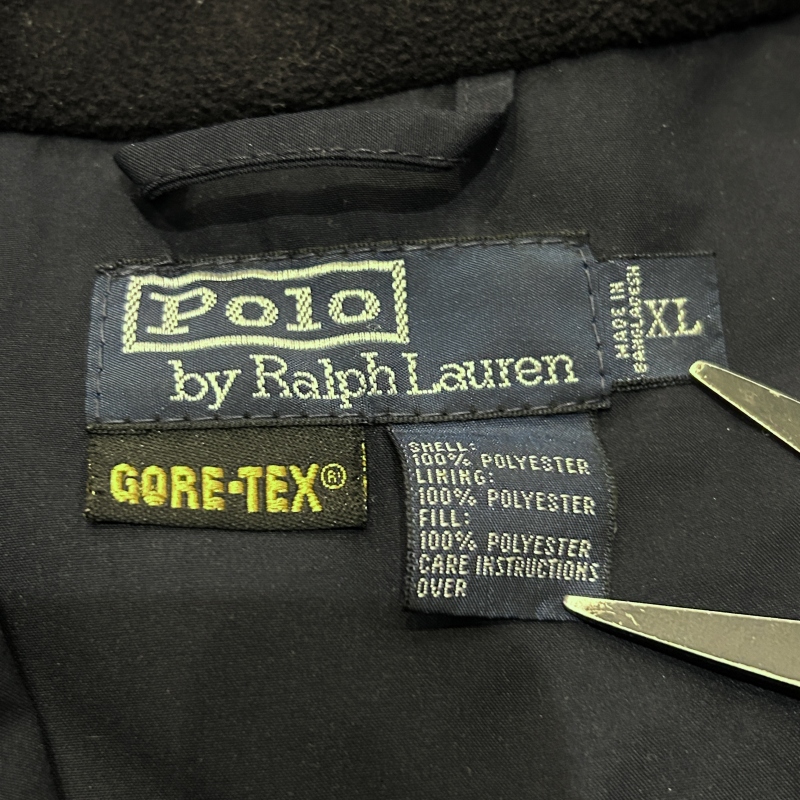 Polo
by Ralph Lauren
MADE IN
BANGLADESH
XL
GORE-TEX®
SHELL:
100% POLYESTER
LINING:
100% POLYESTER
FILL:
100% POLYESTER
CARE INSTRUCTIONS
OVER